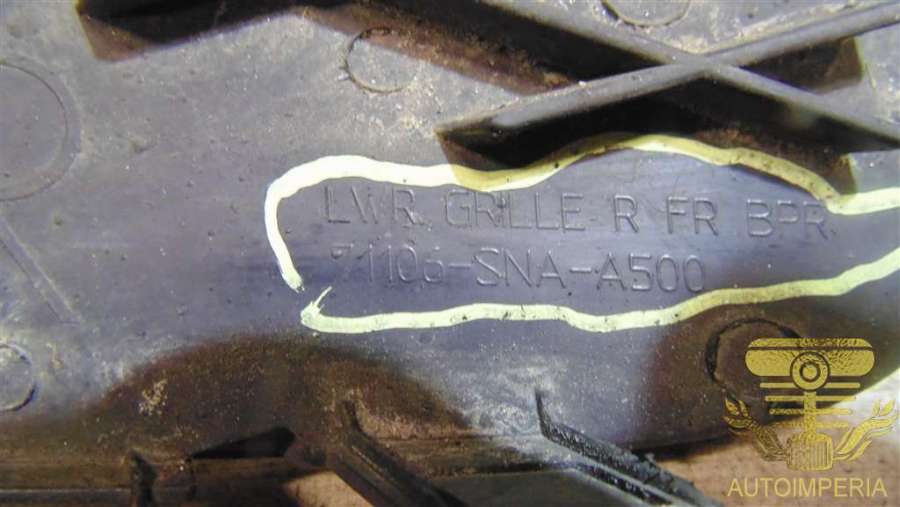 LWR GRILLE R FR BPR
71106-SNA-A500
AUTOIMPERIA